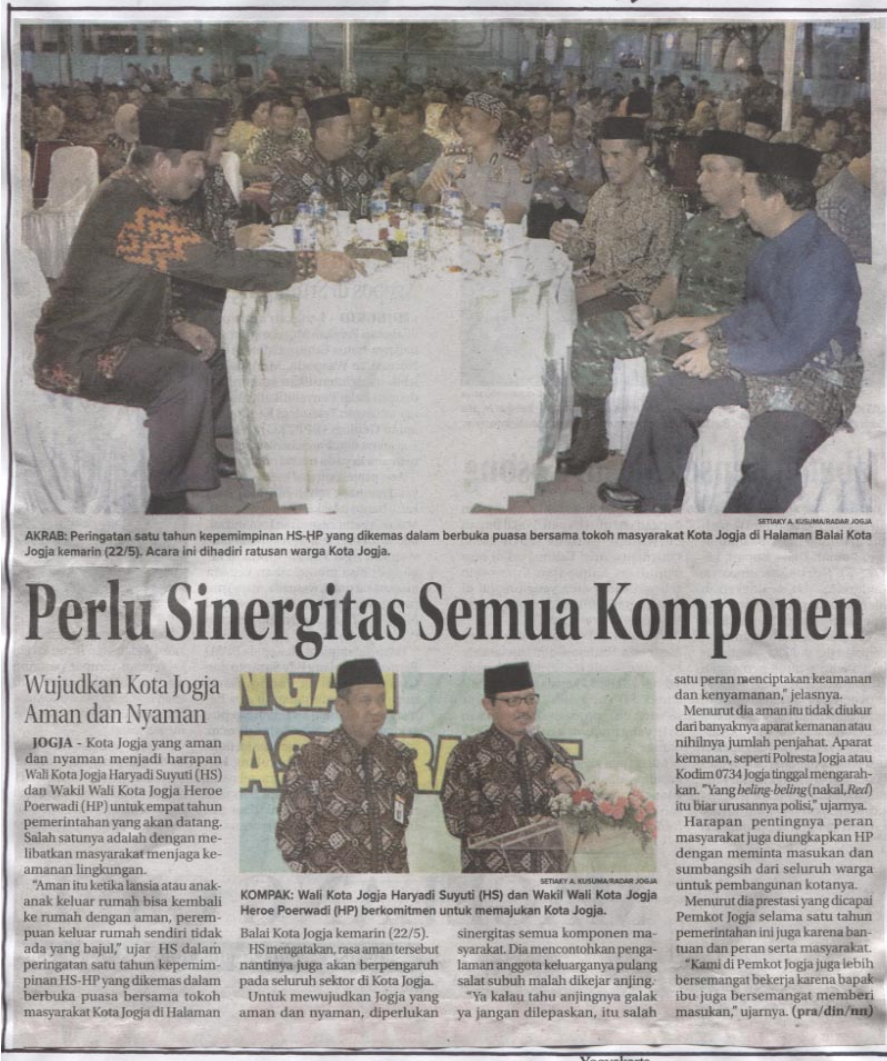 SETIAKY A. KUSUMA/RADAR JOGJA
AKRAB: Peringatan satu tahun kepemimpinan HS-HP yang dikemas dalam berbuka puasa bersama tokoh masyarakat Kota Jogja di Halaman Balai Kota
Jogja kemarin (22/5). Acara ini dihadiri ratusan warga Kota Jogja.
Perlu Sinergitas Semua Komponen
Wujudkan Kota Jogja
Aman dan Nyaman
JOGJA - Kota Jogja yang aman
dan nyaman menjadi harapan
Wali Kota Jogja Haryadi Suyuti (HS)
dan Wakil Wali Kota Jogja Heroe
Poerwadi (HP) untuk empat tahun
pemerintahan yang akan datang.
Salah satunya adalah dengan me-
libatkan masyarakat menjaga ke-
amanan lingkungan.
"Aman itu ketika lansia atau anak-
anak keluar rumah bisa kembali
ke rumah dengan aman, perem-
puan keluar rumah sendiri tidak
ada yang bajul," ujar HS dalam
peringatan satu tahun kepemim-
pinan HS-HP yang dikemas dalam
berbuka puasa bersama tokoh
masyarakat Kota Jogja di Halaman
NGAH
ASYARAKAT
SETIAKY A. KUSUMA/RADAR JOGJA
KOMPAK: Wali Kota Jogja Haryadi Suyuti (HS) dan Wakil Wali Kota Jogja
Heroe Poerwadi (HP) berkomitmen untuk memajukan Kota Jogja.
Balai Kota Jogja kemarin (22/5).
HS mengatakan, rasa aman tersebut
nantinya juga akan berpengaruh
pada seluruh sektor di Kota Jogja.
Untuk mewujudkan Jogja yang
aman dan nyaman, diperlukan
sinergitas semua komponen ma-
syarakat. Dia mencontohkan penga-
laman anggota keluarganya pulang
salat subuh malah dikejar anjing.
"Ya kalau tahu anjingnya galak
ya jangan dilepaskan, itu salah
satu peran menciptakan keamanan
dan kenyamanan," jelasnya.
Menurut dia aman itu tidak diukur
dari banyaknya aparat kemanan atau
nihilnya jumlah penjahat. Aparat
kemanan, seperti Polresta Jogja atau
Kodim 0734 Jogja tinggal mengarah-
kan. "Yang beling-beling (nakal, Red)
itu biar urusannya polisi," ujarnya.
Harapan pentingnya peran
masyarakat juga diungkapkan HP
dengan meminta masukan dan
sumbangsih dari seluruh warga
untuk pembangunan kotanya.
Menurut dia prestasi yang dicapai
Pemkot Jogja selama satu tahun
pemerintahan ini juga karena ban-
tuan dan peran serta masyarakat.
"Kami di Pemkot Jogja juga lebih
bersemangat bekerja karena bapak
ibu juga bersemangat memberi
masukan," ujarnya. (pra/din/nn)